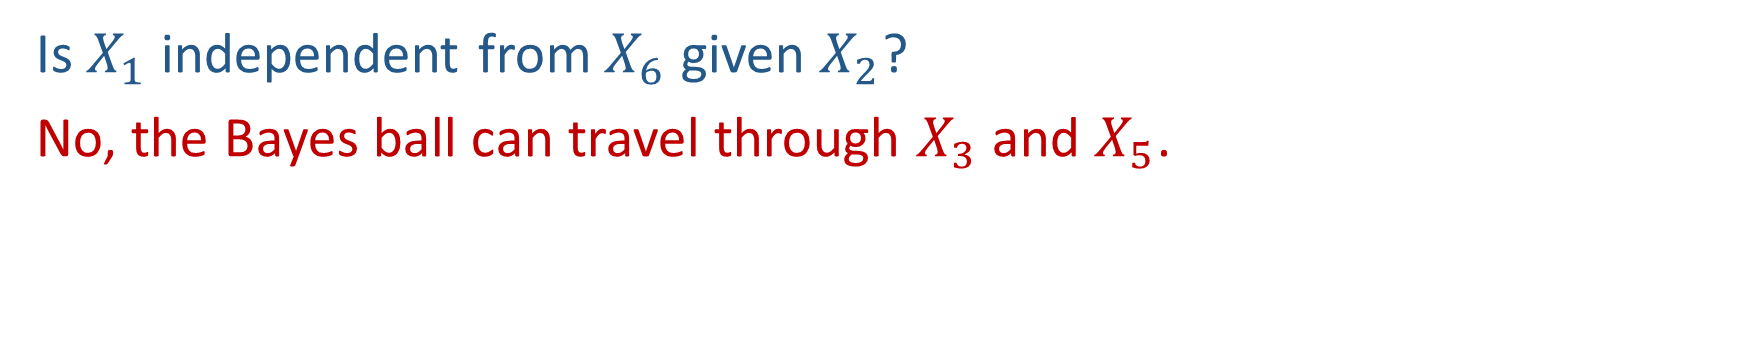 Is X₁ independent from X₆ given X₂?
No, the Bayes ball can travel through X₃ and X₅.